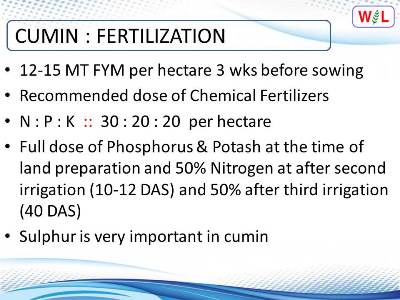 W L
CUMIN : FERTILIZATION
• 12-15 MT FYM per hectare 3 wks before sowing
• Recommended dose of Chemical Fertilizers
• N : P : K :: 30 : 20 : 20 per hectare
• Full dose of Phosphorus & Potash at the time of
land preparation and 50% Nitrogen at after second
irrigation (10-12 DAS) and 50% after third irrigation
(40 DAS)
• Sulphur is very important in cumin